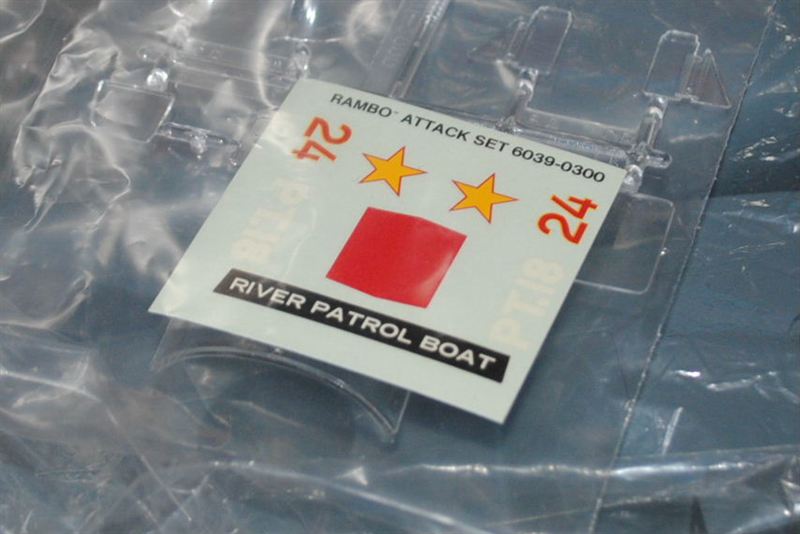 RAMBO™ ATTACK SET 6039-0300
24
24
PT.18
PT.18
RIVER PATROL BOAT